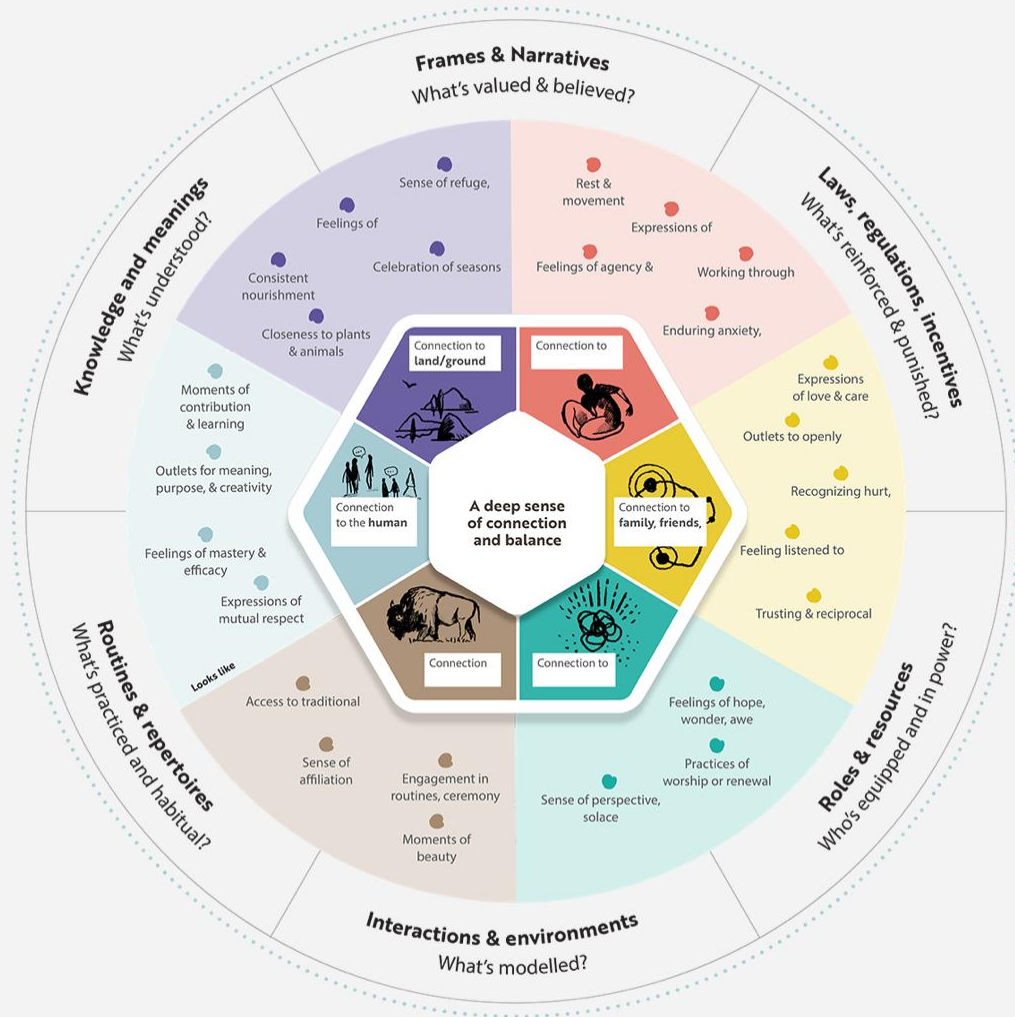 Frames & Narratives
What's valued & believed?
Laws, regulations, incentives
What's reinforced & punished?
Roles & resources
Who's equipped and in power?
Interactions & environments
What's modelled?
Routines & repertoires
What's practiced and habitual?
Knowledge and meanings
What's understood?
Sense of refuge,
Feelings of
Celebration of seasons
Consistent
nourishment
Closeness to plants
& animals
Rest &
movement
Expressions of
Feelings of agency &
Working through
Enduring anxiety,
Expressions
of love & care
Outlets to openly
Recognizing hurt,
Feeling listened to
Trusting & reciprocal
Feelings of hope,
wonder, awe
Practices of
worship or renewal
Sense of perspective,
solace
Access to traditional
Sense of
affiliation
Engagement in
routines, ceremony
Moments of
beauty
Looks like
Moments of
contribution
& learning
Outlets for meaning,
purpose, & creativity
Feelings of mastery &
efficacy
Expressions of
mutual respect
Connection to
land/ground
Connection to
Connection to
family, friends,
Connection to
Connection
Connection
to the human
A deep sense
of connection
and balance